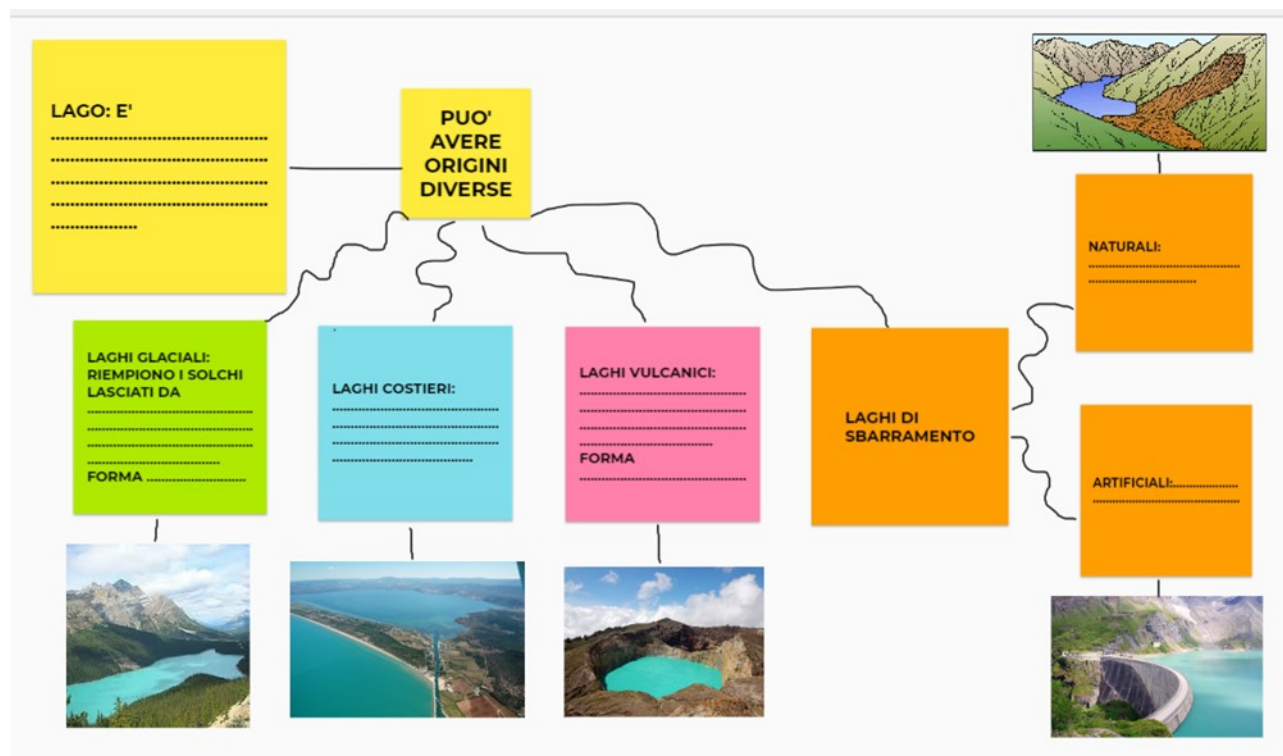 LAGO: E'
................................................
................................................
................................................
................................................
...................
PUO'
AVERE
ORIGINI
DIVERSE
LAGHI GLACIALI:
RIEMPIONO I SOLCHI
LASCIATI DA
................................................
................................................
................................................
......................................
FORMA ............................
LAGHI COSTIERI:
................................................
................................................
................................................
........................................
LAGHI VULCANICI:
................................................
................................................
................................................
......................................
FORMA
................................................
LAGHI DI
SBARRAMENTO
NATURALI:
................................................
..................................
ARTIFICIALI:.....................
................................................